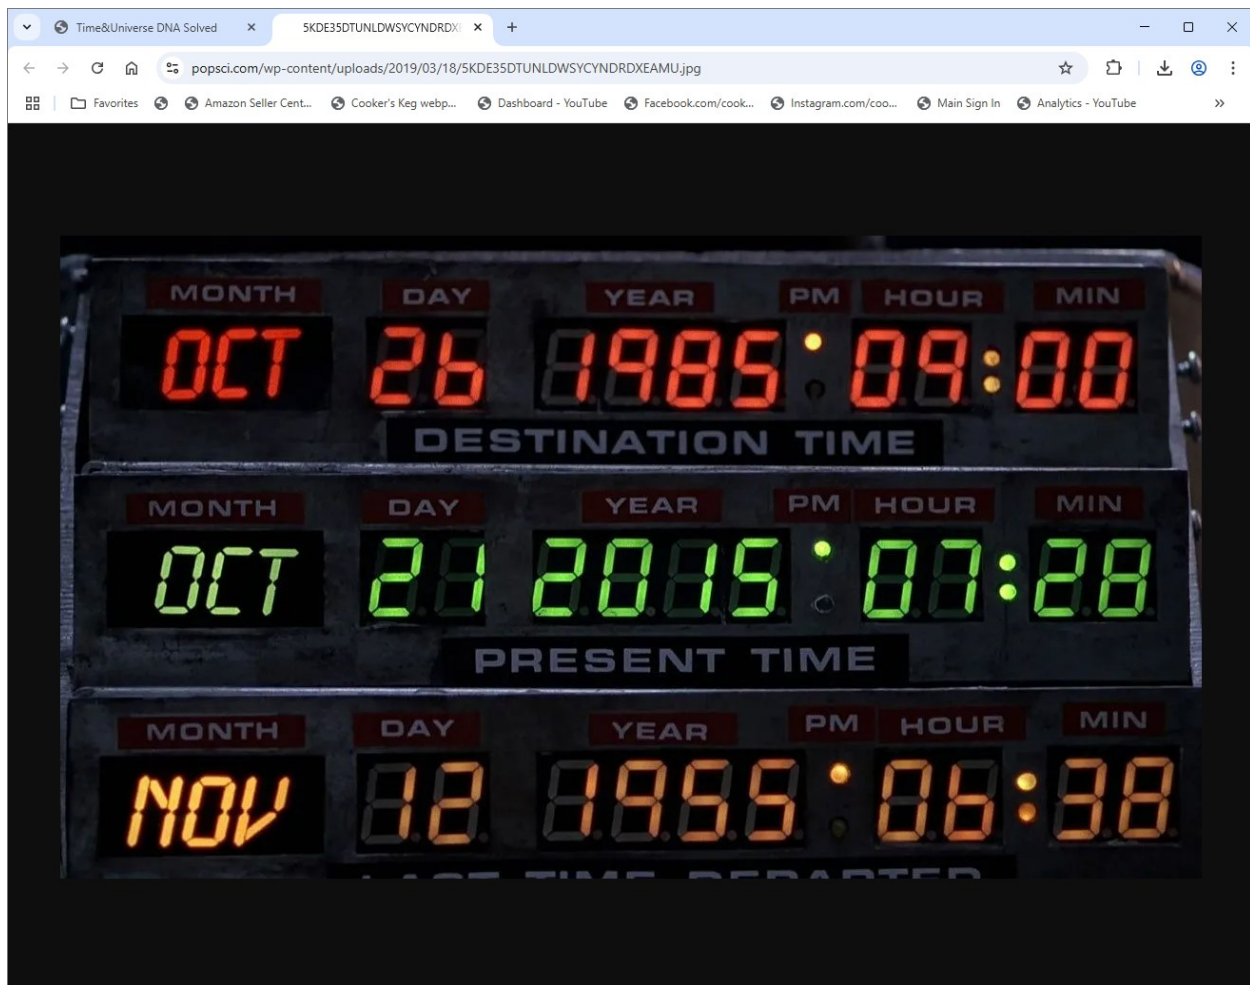 Time&Universe DNA Solved
5KDE35DTUNLDWSYCYNDRDX
popsci.com/wp-content/uploads/2019/03/18/5KDE35DTUNLDWSYCYNDRDXEAMU.jpg
Favorites Amazon Seller Cent... Cooker's Keg webp... Dashboard - YouTube Facebook.com/cook... Instagram.com/coo... Main Sign In Analytics - YouTube
MONTH DAY YEAR PM HOUR MIN
OCT 26 1985 09:00
DESTINATION TIME
MONTH DAY YEAR PM HOUR MIN
OCT 21 2015 07:28
PRESENT TIME
MONTH DAY YEAR PM HOUR MIN
NOV 12 1955 06:38
LAST TIME DEPARTED